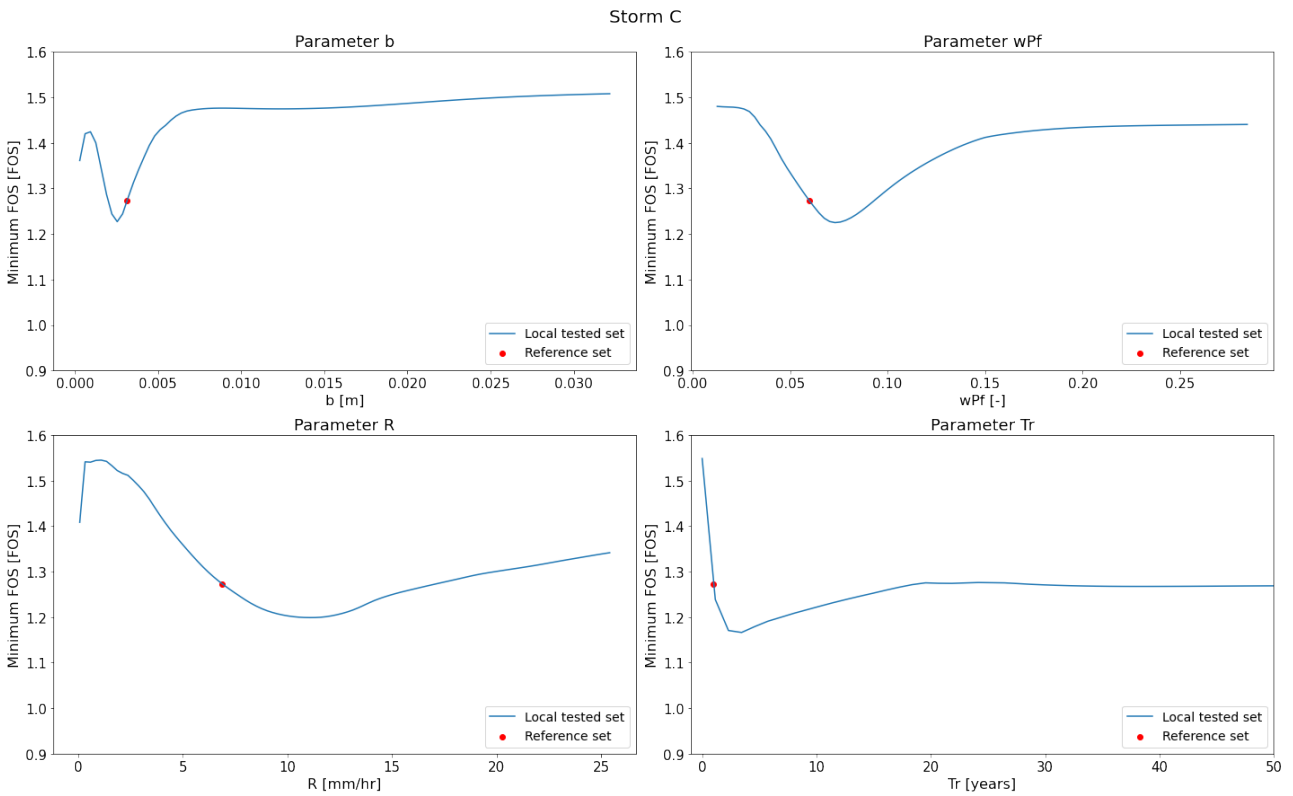 Storm C
Parameter b
1.6
1.5
1.4
1.3
1.2
1.1
1.0
0.9
Minimum FOS [FOS]
Local tested set
Reference set
0.000 0.005 0.010 0.015 0.020 0.025 0.030
b [m]
Parameter wPf
1.6
1.5
1.4
1.3
1.2
1.1
1.0
0.9
Minimum FOS [FOS]
Local tested set
Reference set
0.00 0.05 0.10 0.15 0.20 0.25
wPf [-]
Parameter R
1.6
1.5
1.4
1.3
1.2
1.1
1.0
0.9
Minimum FOS [FOS]
Local tested set
Reference set
0 5 10 15 20 25
R [mm/hr]
Parameter Tr
1.6
1.5
1.4
1.3
1.2
1.1
1.0
0.9
Minimum FOS [FOS]
Local tested set
Reference set
0 10 20 30 40 50
Tr [years]